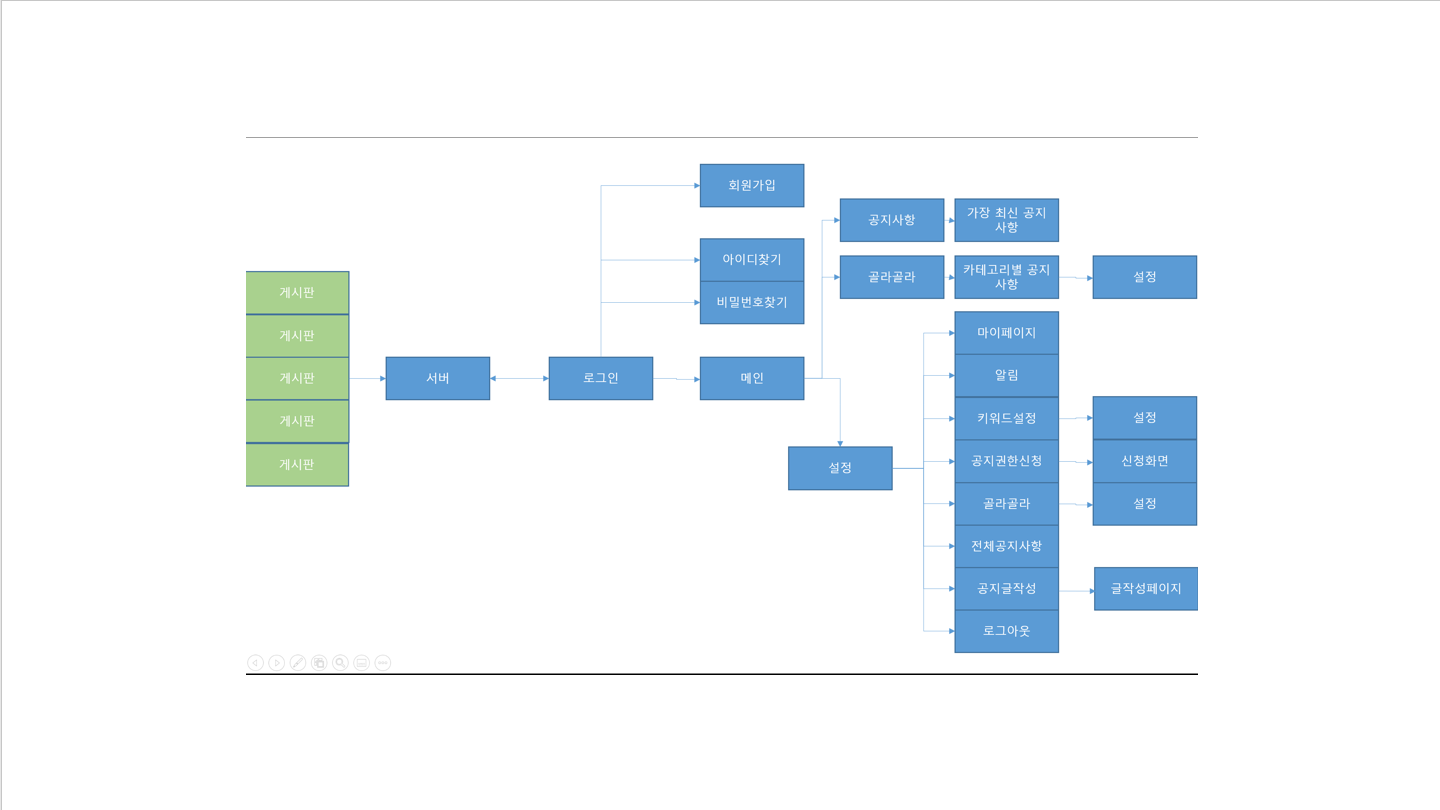 회원가입
공지사항
가장 최신 공지
사항
아이디찾기
골라골라
카테고리별 공지
사항
설정
게시판
비밀번호찾기
게시판
마이페이지
게시판
서버
로그인
메인
알림
게시판
키워드설정
설정
게시판
설정
공지권한신청
신청화면
골라골라
설정
전체공지사항
공지글작성
글작성페이지
로그아웃